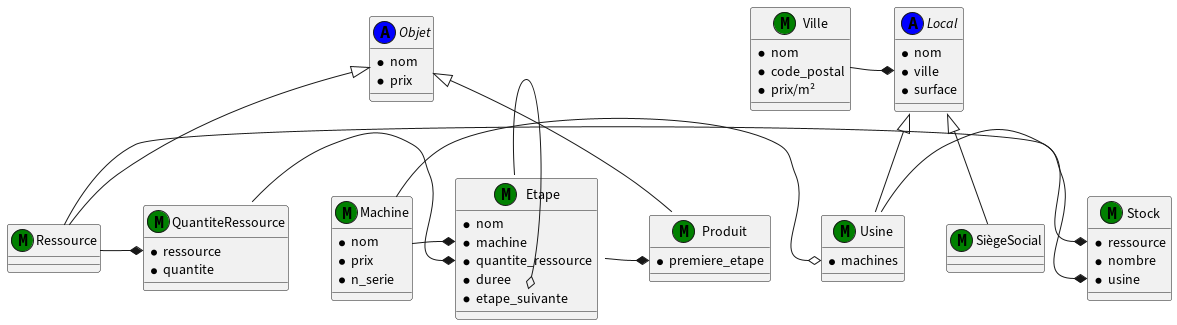 A Objet
nom
prix
M Ville
nom
code_postal
prix/m²
A Local
nom
ville
surface
M Ressource
M QuantiteRessource
ressource
quantite
M Machine
nom
prix
n_serie
M Etape
nom
machine
quantite_ressource
duree
etape_suivante
M Produit
premiere_etape
M Usine
machines
M SiègeSocial
M Stock
ressource
nombre
usine